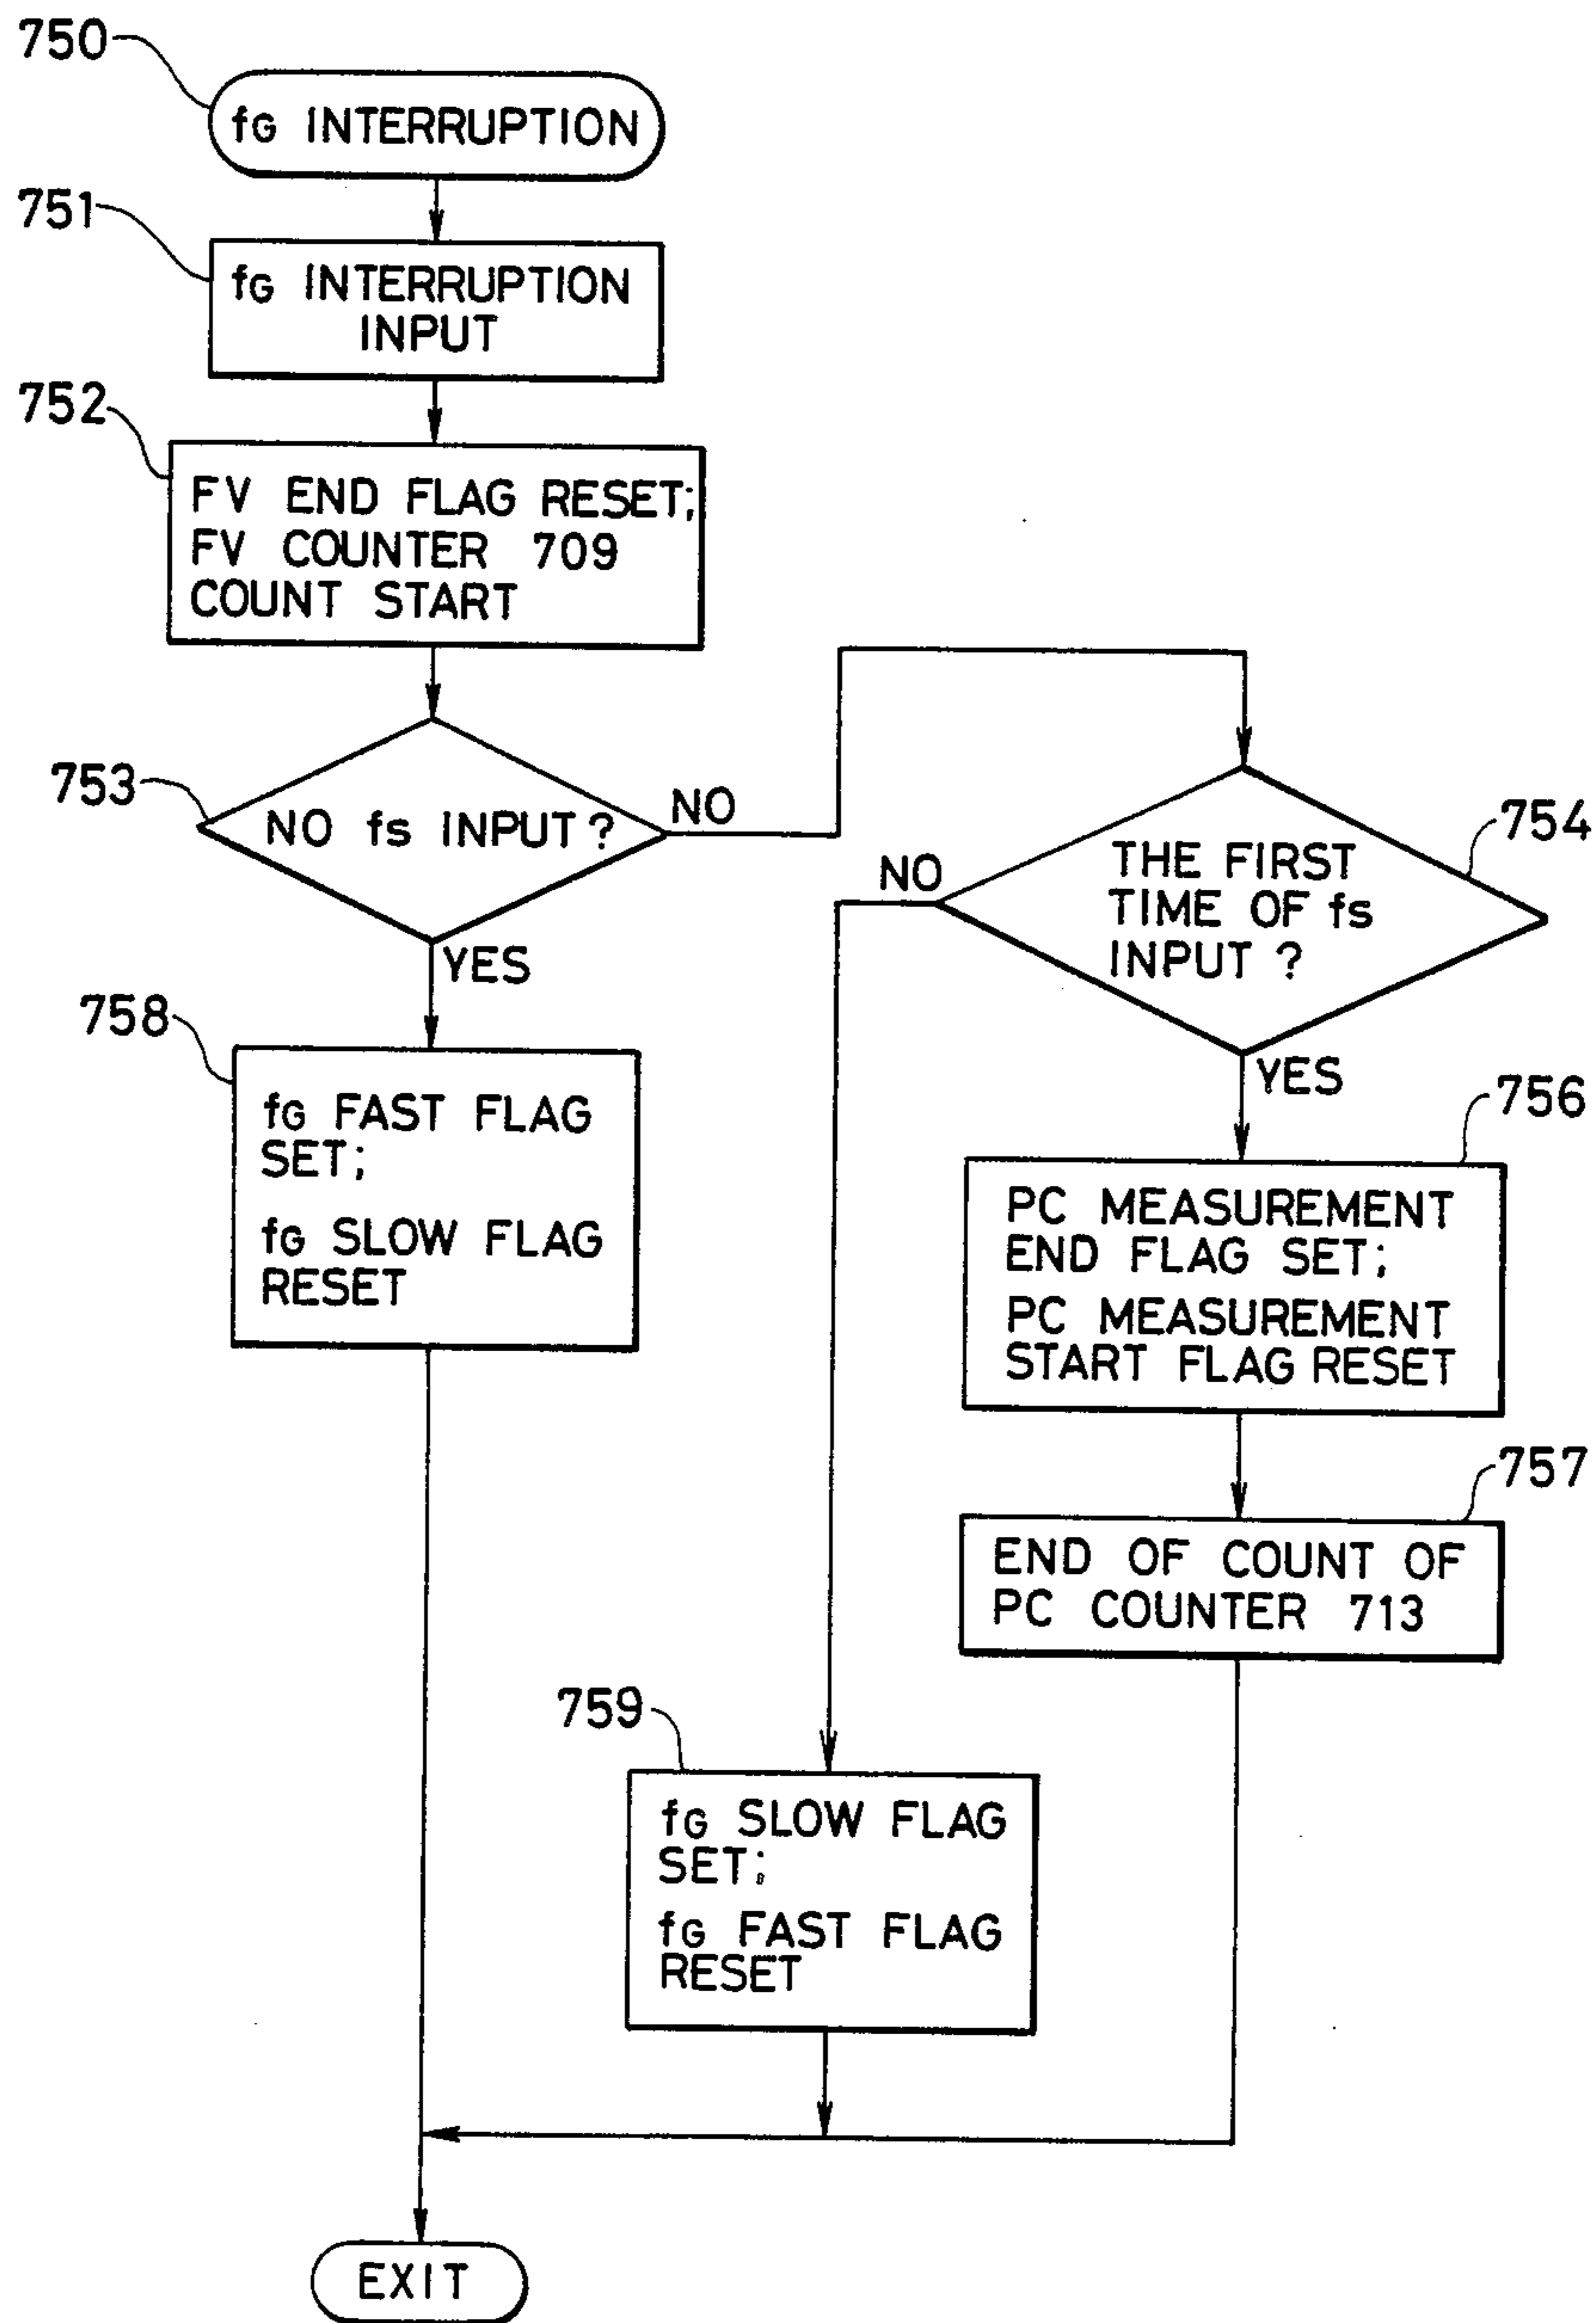 750
fG INTERRUPTION
751
fG INTERRUPTION
INPUT
752
FV END FLAG RESET;
FV COUNTER 709
COUNT START
753
NO fs INPUT?
NO
YES
754
THE FIRST
TIME OF fs
INPUT ?
NO
YES
758
fG FAST FLAG
SET;
fG SLOW FLAG
RESET
756
PC MEASUREMENT
END FLAG SET;
PC MEASUREMENT
START FLAG RESET
757
END OF COUNT OF
PC COUNTER 713
759
fG SLOW FLAG
SET;
fG FAST FLAG
RESET
EXIT